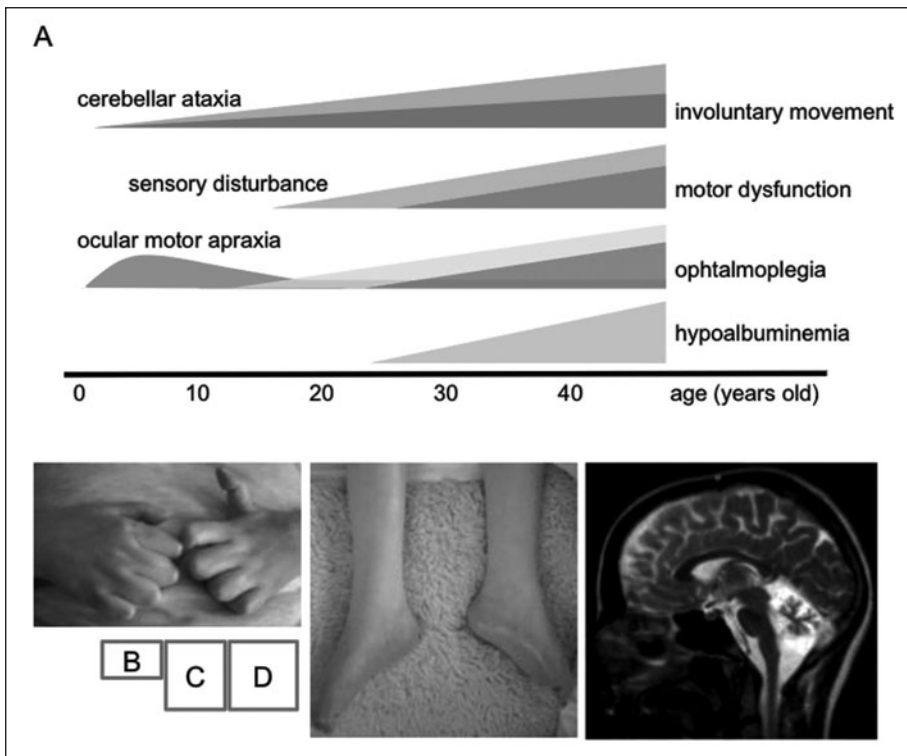 A
cerebellar ataxia
involuntary movement
sensory disturbance
motor dysfunction
ocular motor apraxia
ophtalmoplegia
hypoalbuminemia
0 10 20 30 40 age (years old)
B C D